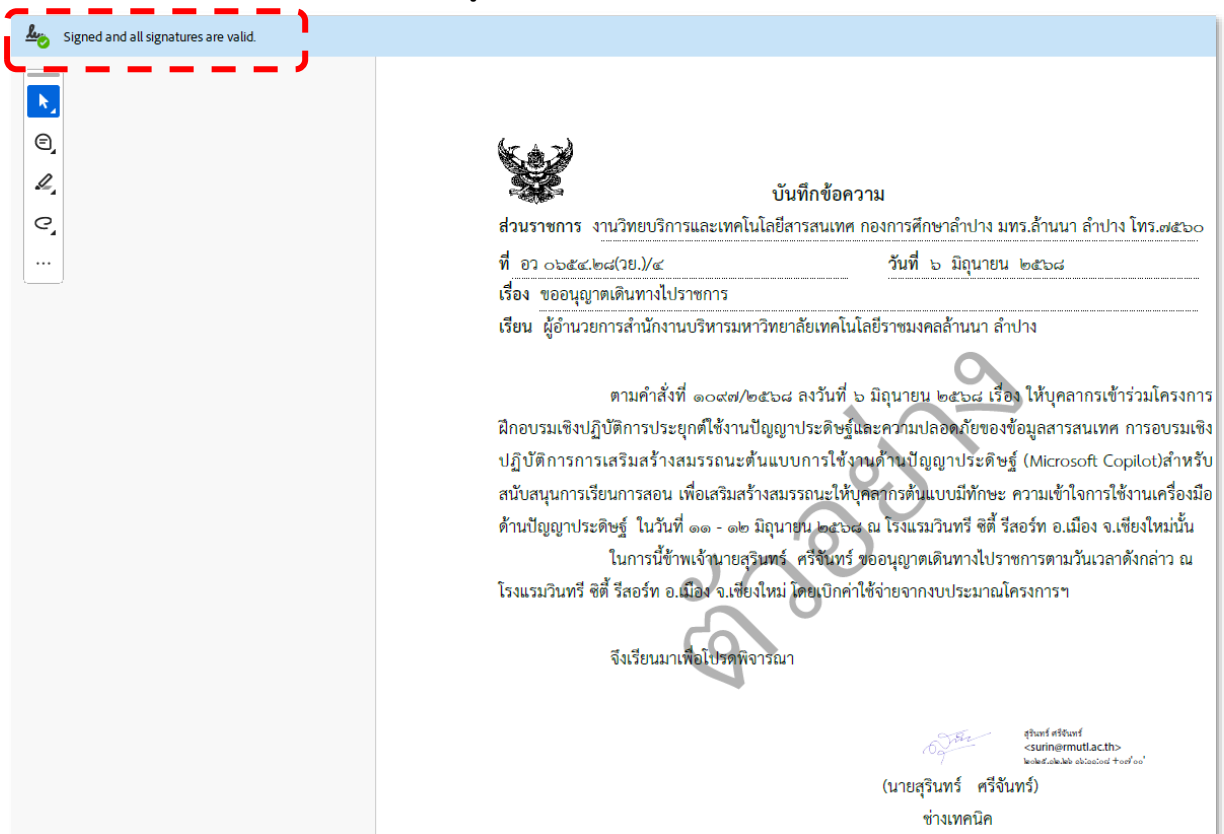 Signed and all signatures are valid.
บันทึกข้อความ
ส่วนราชการ งานวิทยบริการและเทคโนโลยีสารสนเทศ กองการศึกษาลำปาง มทร.ล้านนา ลำปาง โทร.๗๕๖๐
ที่ อว ๐๖๕๔.๒๘(วย.)/๔ วันที่ ๖ มิถุนายน ๒๕๖๘
เรื่อง ขออนุญาตเดินทางไปราชการ
เรียน ผู้อำนวยการสำนักงานบริหารมหาวิทยาลัยเทคโนโลยีราชมงคลล้านนา ลำปาง
ตามคำสั่งที่ ๑๐๙๗/๒๕๖๘ ลงวันที่ ๖ มิถุนายน ๒๕๖๘ เรื่อง ให้บุคลากรเข้าร่วมโครงการ
ฝึกอบรมเชิงปฏิบัติการประยุกต์ใช้งานปัญญาประดิษฐ์และความปลอดภัยของข้อมูลสารสนเทศ การอบรมเชิง
ปฏิบัติการการเสริมสร้างสมรรถนะต้นแบบการใช้งานด้านปัญญาประดิษฐ์ (Microsoft Copilot)สำหรับ
สนับสนุนการเรียนการสอน เพื่อเสริมสร้างสมรรถนะให้บุคลากรต้นแบบมีทักษะ ความเข้าใจการใช้งานเครื่องมือ
ด้านปัญญาประดิษฐ์ ในวันที่ ๑๑ - ๑๒ มิถุนายน ๒๕๖๘ ณ โรงแรมวินทรี ซิตี้ รีสอร์ท อ.เมือง จ.เชียงใหม่นั้น
ในการนี้ข้าพเจ้านายสุรินทร์ ศรีจันทร์ ขออนุญาตเดินทางไปราชการตามวันเวลาดังกล่าว ณ
โรงแรมวินทรี ซิตี้ รีสอร์ท อ.เมือง จ.เชียงใหม่ โดยเบิกค่าใช้จ่ายจากงบประมาณโครงการฯ
จึงเรียนมาเพื่อโปรดพิจารณา
ตัวอย่าง
สุรินทร์ ศรีจันทร์
<surin@rmutl.ac.th>
(นายสุรินทร์ ศรีจันทร์)
ช่างเทคนิค